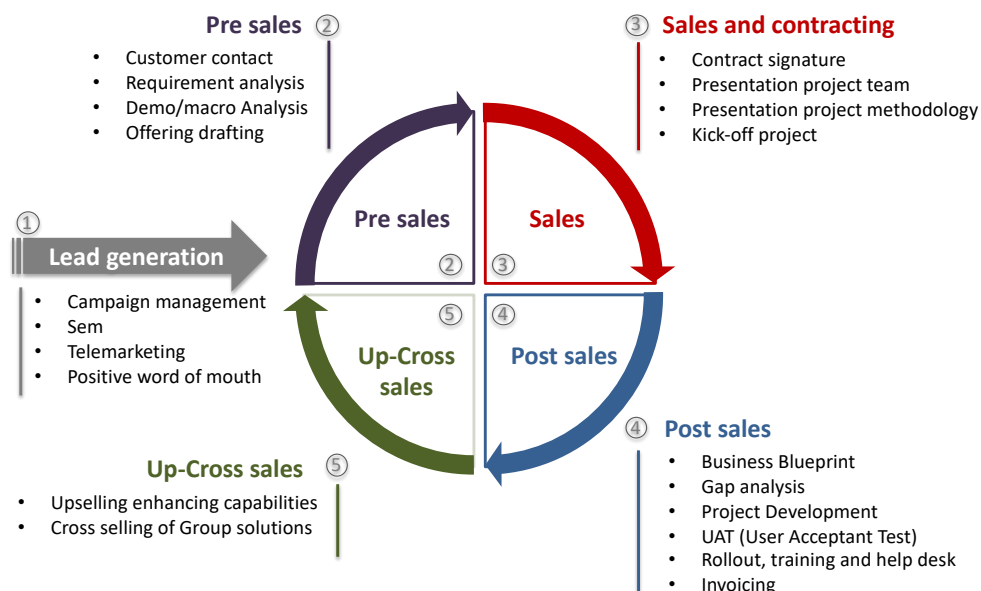 Pre sales ②
• Customer contact
• Requirement analysis
• Demo/macro Analysis
• Offering drafting
③ Sales and contracting
• Contract signature
• Presentation project team
• Presentation project methodology
• Kick-off project
①
Lead generation
• Campaign management
• Sem
• Telemarketing
• Positive word of mouth
Pre sales
②
Sales
③
⑤
Up-Cross
sales
④
Post sales
Up-Cross sales ⑤
• Upselling enhancing capabilities
• Cross selling of Group solutions
④ Post sales
• Business Blueprint
• Gap analysis
• Project Development
• UAT (User Acceptant Test)
• Rollout, training and help desk
• Invoicing